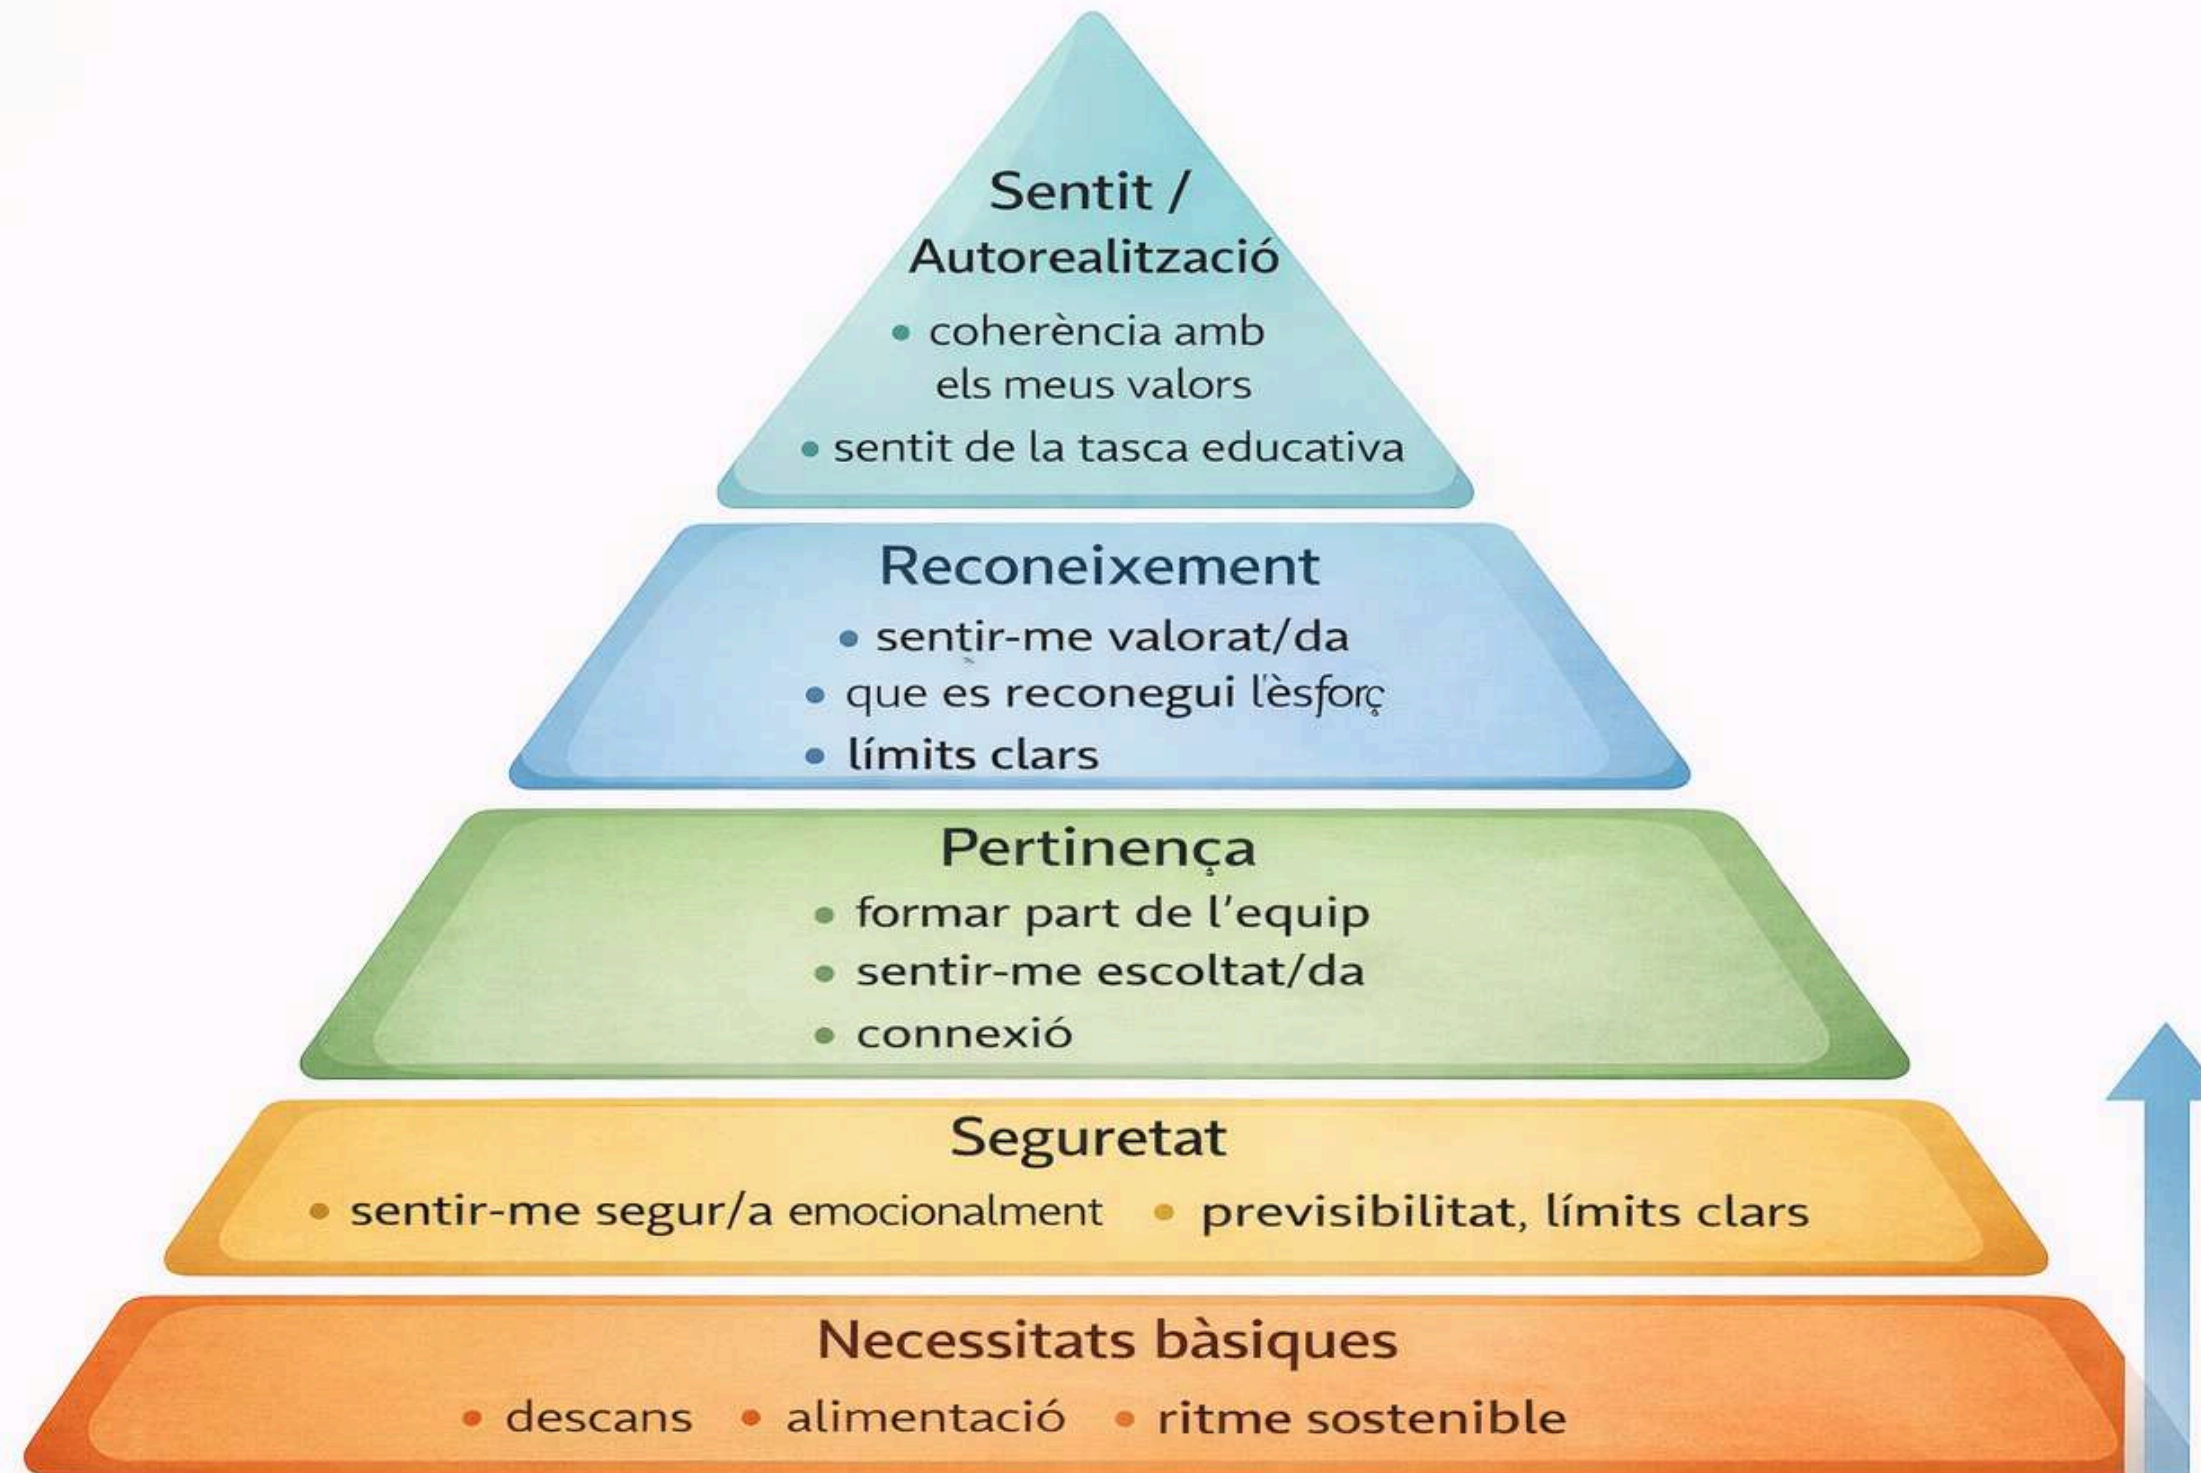 Sentit /
Autorealització
• coherència amb
els meus valors
• sentit de la tasca educativa
Reconeixement
• sentir-me valorat/da
• que es reconegui l'èsforç
• límits clars
Pertinença
• formar part de l'equip
• sentir-me escoltat/da
• connexió
Seguretat
• sentir-me segur/a emocionalment • previsibilitat, límits clars
Necessitats bàsiques
• descans • alimentació • ritme sostenible